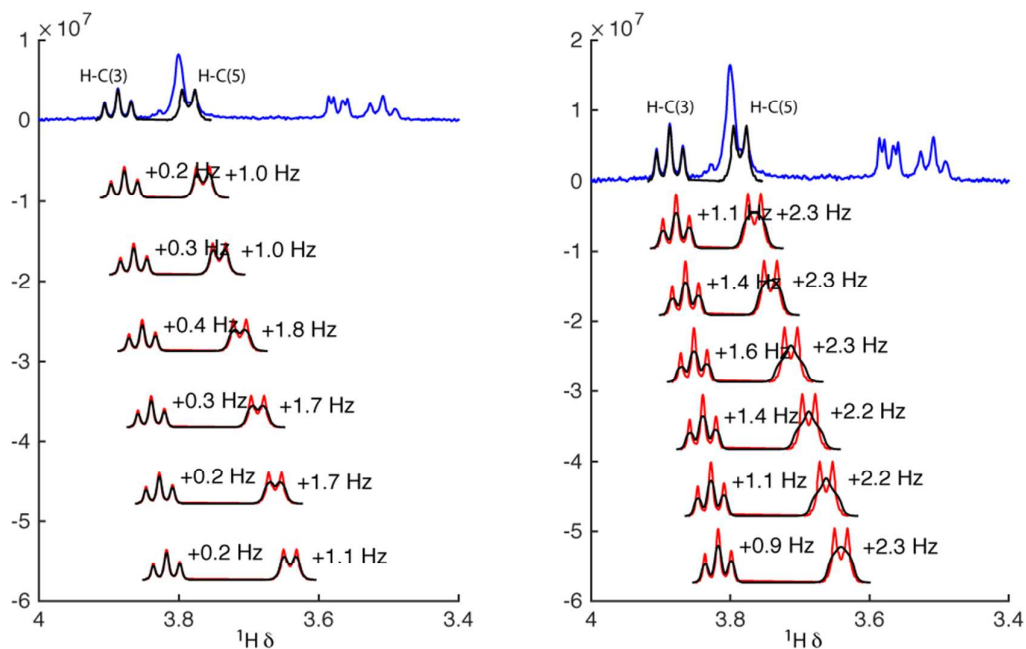 × 10⁷
1
0
-1
-2
-3
-4
-5
-6
H-C(3)
H-C(5)
+0.2 Hz
+1.0 Hz
+0.3 Hz
+1.0 Hz
+0.4 Hz
+1.8 Hz
+0.3 Hz
+1.7 Hz
+0.2 Hz
+1.7 Hz
+0.2 Hz
+1.1 Hz
4
3.8
3.6
3.4
¹H δ
× 10⁷
2
1
0
-1
-2
-3
-4
-5
-6
H-C(3)
H-C(5)
+1.1 Hz
+2.3 Hz
+1.4 Hz
+2.3 Hz
+1.6 Hz
+2.3 Hz
+1.4 Hz
+2.2 Hz
+1.1 Hz
+2.2 Hz
+0.9 Hz
+2.3 Hz
4
3.8
3.6
3.4
¹H δ